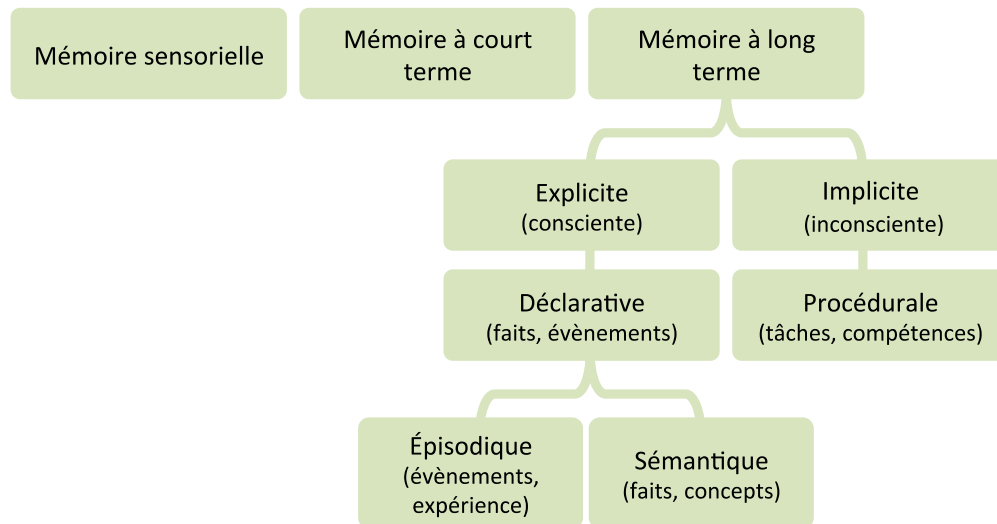 Mémoire sensorielle
Mémoire à court
terme
Mémoire à long
terme
Explicite
(consciente)
Implicite
(inconsciente)
Déclarative
(faits, évènements)
Procédurale
(tâches, compétences)
Épisodique
(évènements,
expérience)
Sémantique
(faits, concepts)